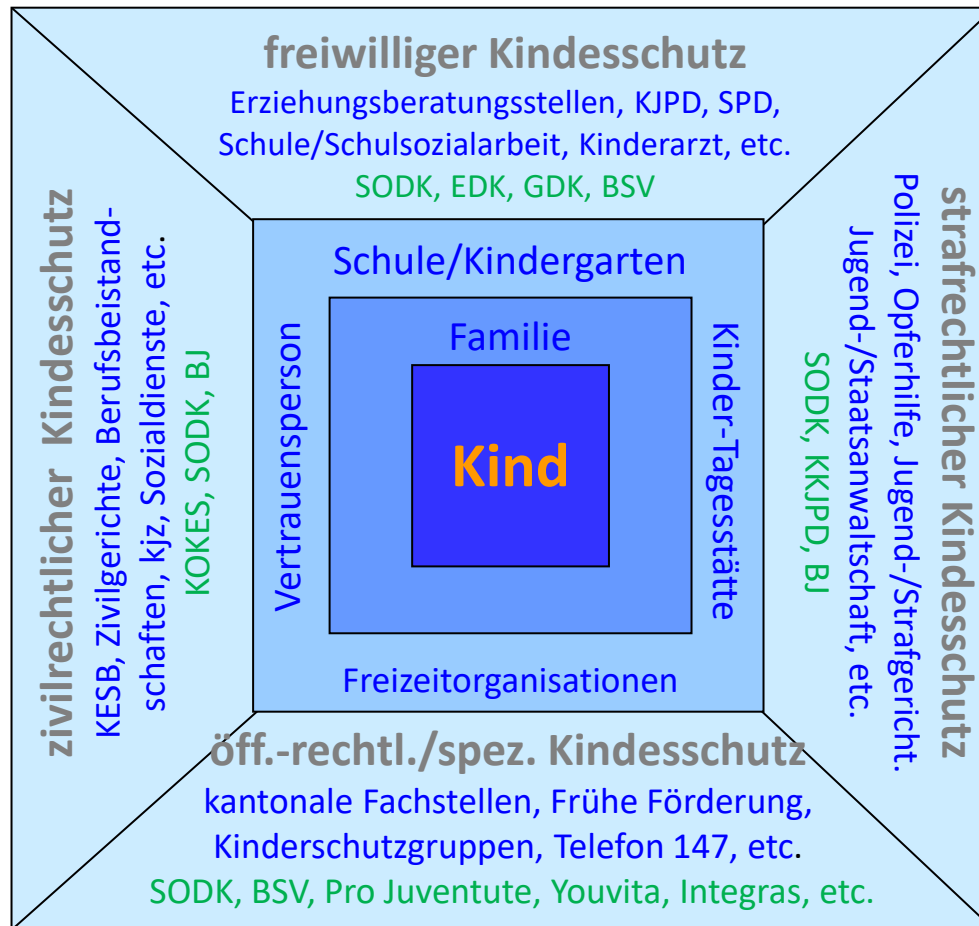 freiwilliger Kindesschutz
Erziehungsberatungsstellen, KJPD, SPD,
Schule/Schulsozialarbeit, Kinderarzt, etc.
SODK, EDK, GDK, BSV
zivilrechtlicher Kindesschutz
KESB, Zivilgerichte, Berufsbeistand-
schaften, kjz, Sozialdienste, etc.
KOKES, SODK, BJ
Schule/Kindergarten
Vertrauensperson
Familie
Kind
Kinder-Tagesstätte
Freizeitorganisationen
strafrechtlicher Kindesschutz
Polizei, Opferhilfe, Jugend-/Strafgericht.
Jugend-/Staatsanwaltschaft, etc.
SODK, KKJPD, BJ
öff.-rechtl./spez. Kindesschutz
kantonale Fachstellen, Frühe Förderung,
Kinderschutzgruppen, Telefon 147, etc.
SODK, BSV, Pro Juventute, Youvita, Integras, etc.